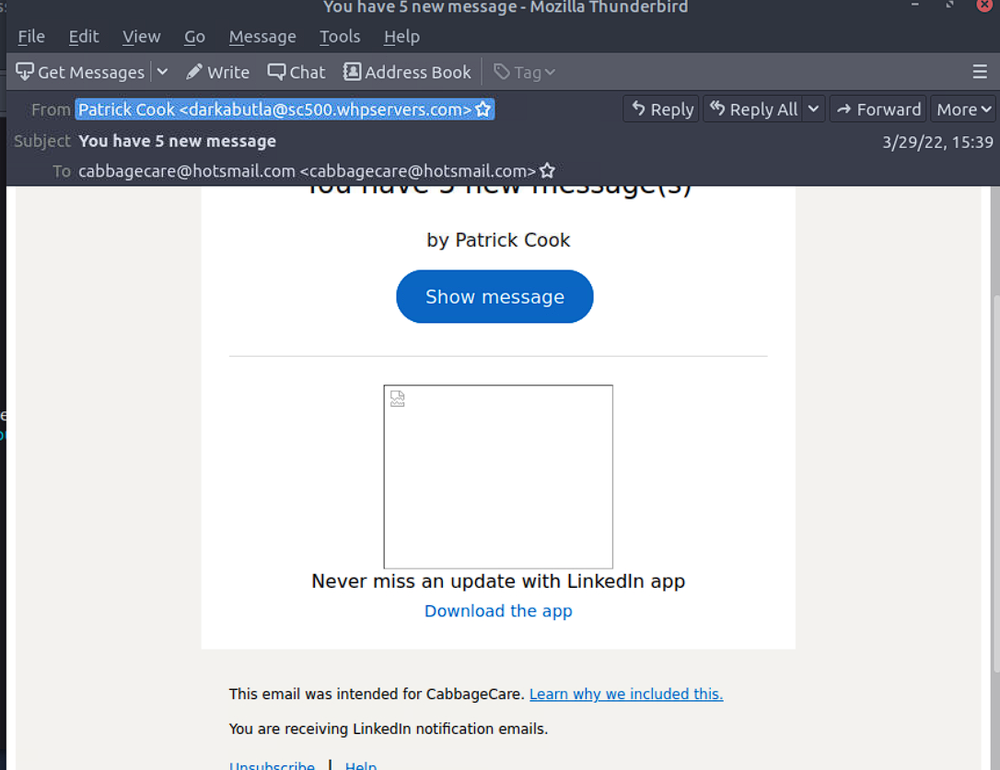 You have 5 new message - Mozilla Thunderbird
File Edit View Go Message Tools Help
Get Messages Write Chat Address Book Tag
From Patrick Cook <darkabutla@sc500.whpservers.com> Reply Reply All Forward More
Subject You have 5 new message 3/29/22, 15:39
To cabbagecare@hotsmail.com <cabbagecare@hotsmail.com>
You have 5 new message(s)
by Patrick Cook
Show message
Never miss an update with LinkedIn app
Download the app
This email was intended for CabbageCare. Learn why we included this.
You are receiving LinkedIn notification emails.
Unsubscribe | Help